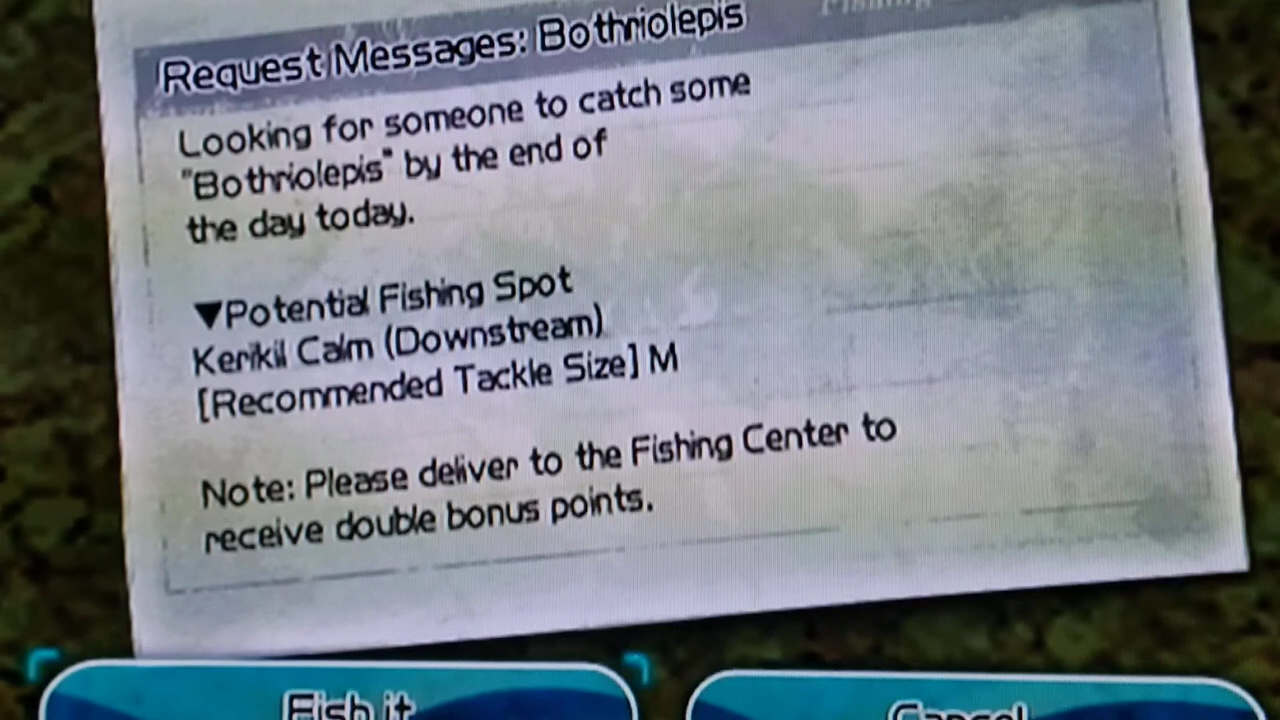 Fishing
Request Messages: Bothriolepis
Looking for someone to catch some
"Bothriolepis" by the end of
the day today.
▼Potential Fishing Spot
Kerikil Calm (Downstream)
[Recommended Tackle Size] M
Note: Please deliver to the Fishing Center to
receive double bonus points.
Fish it
Cancel